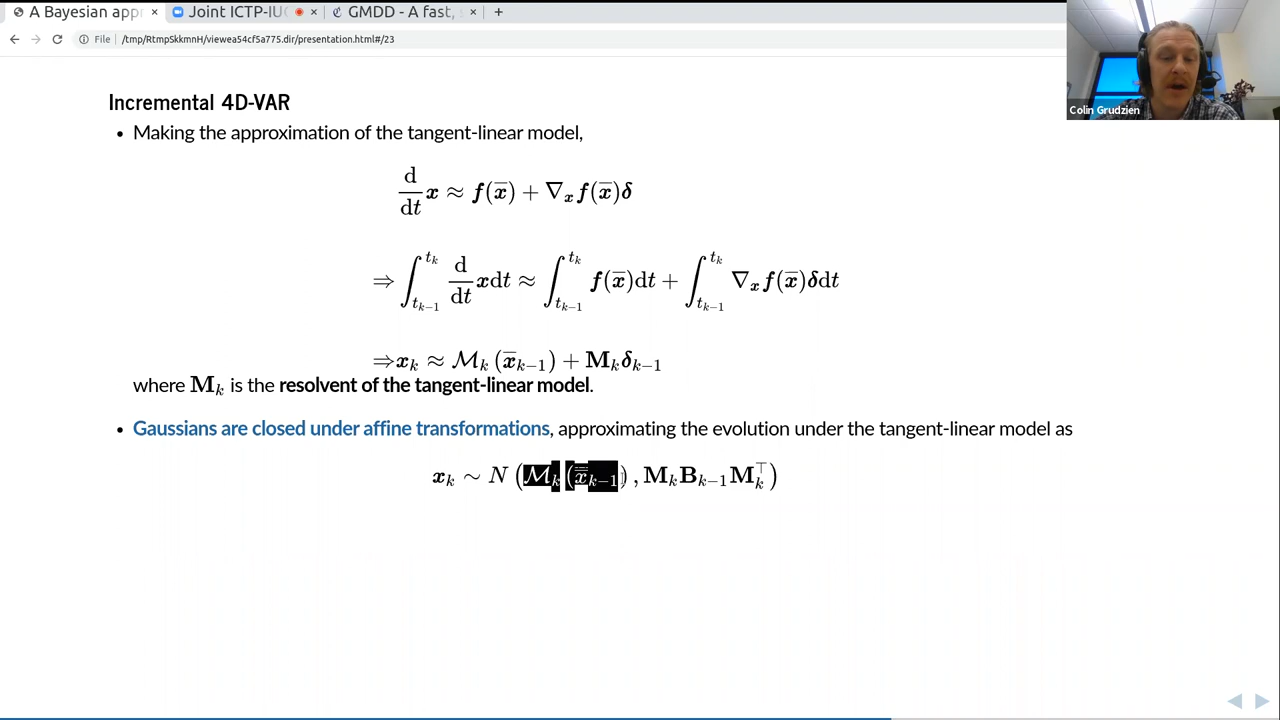 A Bayesian app
Joint ICTP-IU
GMDD - A fast,
File /tmp/RtmpSkkmnH/viewea54cf5a775.dir/presentation.html#/23
Colin Grudzien
Incremental 4D-VAR
• Making the approximation of the tangent-linear model,
d/dt x ≈ f(x̄) + ∇ₓf(x̄)δ
⇒ ∫_{t_{k−1}}^{t_k} d/dt x dt ≈ ∫_{t_{k−1}}^{t_k} f(x̄)dt + ∫_{t_{k−1}}^{t_k} ∇ₓf(x̄)δdt
⇒ x_k ≈ ℳ_k (x̄_{k−1}) + M_k δ_{k−1}
where M_k is the resolvent of the tangent-linear model.
• Gaussians are closed under affine transformations, approximating the evolution under the tangent-linear model as
x_k ∼ N (ℳ_k (x̄_{k−1}) , M_k B_{k−1} M_k^⊤)